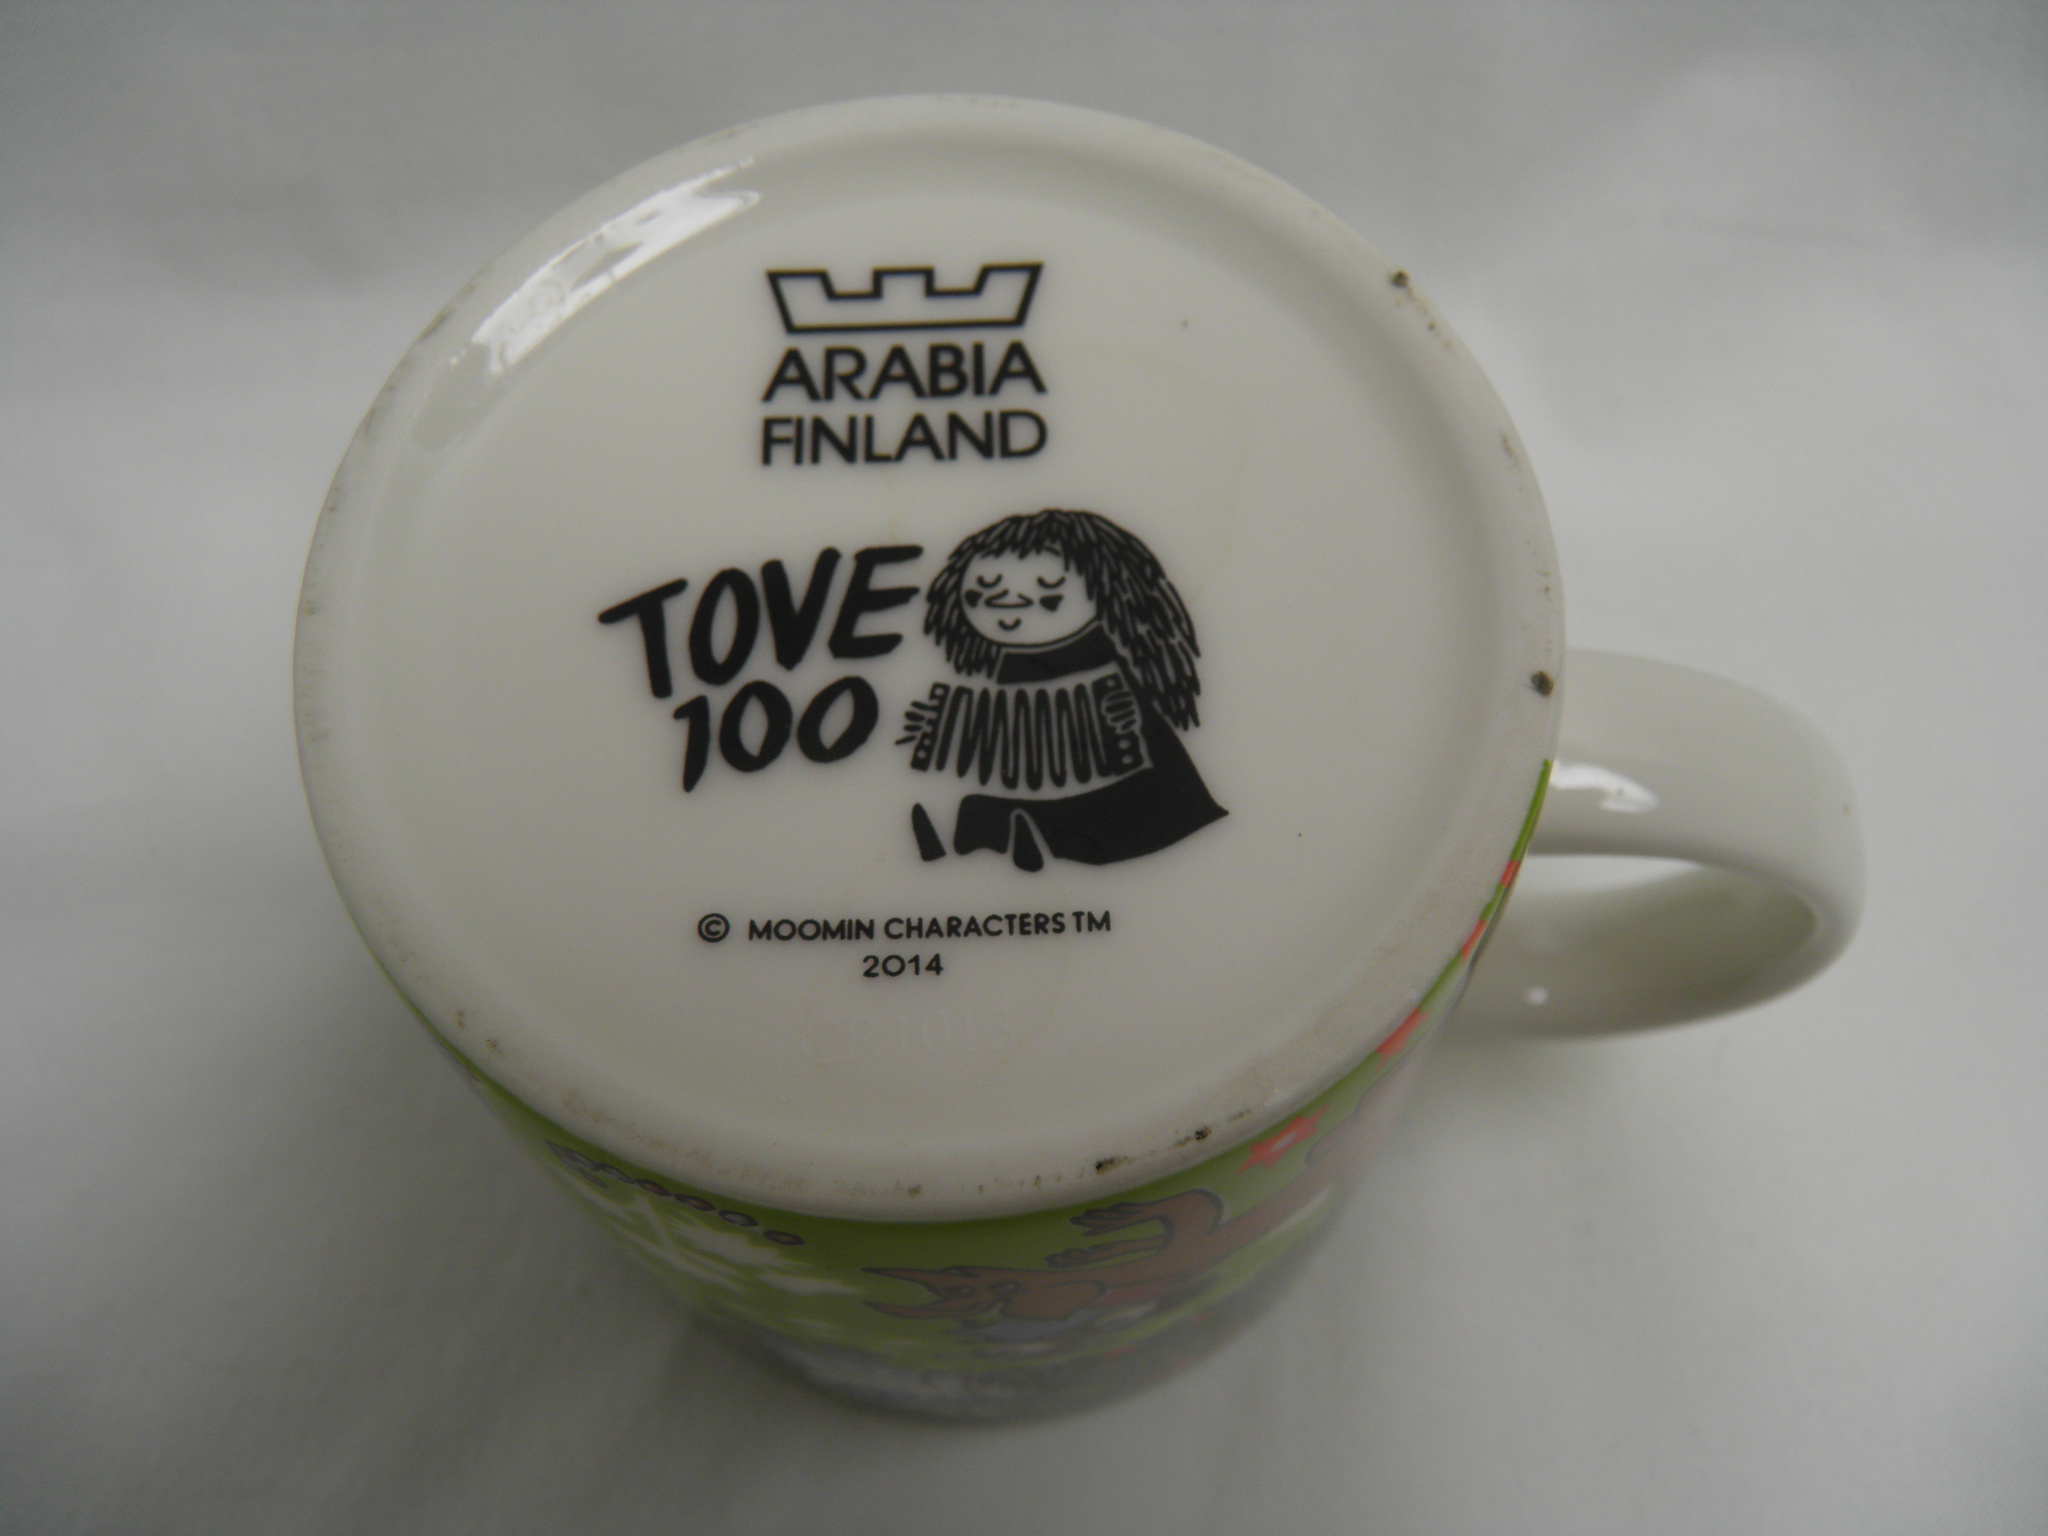 ARABIA
FINLAND
TOVE
100
© MOOMIN CHARACTERS TM
2014